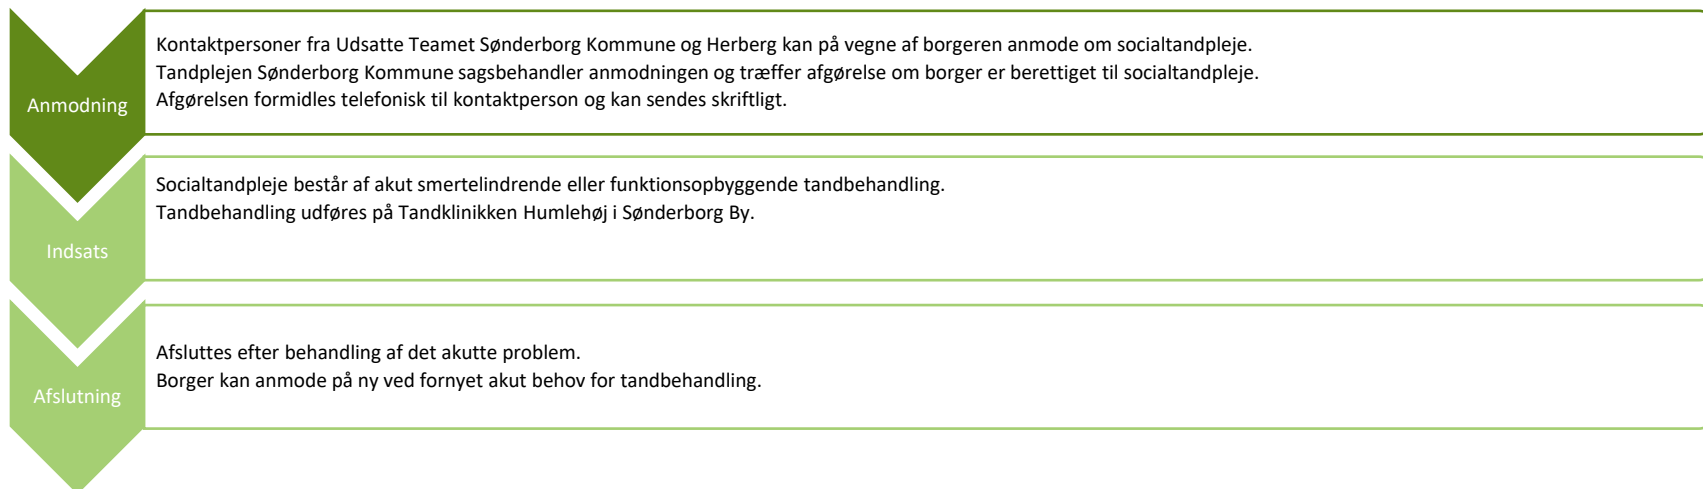 Anmodning
Kontaktpersoner fra Udsatte Teamet Sønderborg Kommune og Herberg kan på vegne af borgeren anmode om socialtandpleje.
Tandplejen Sønderborg Kommune sagsbehandler anmodningen og træffer afgørelse om borger er berettiget til socialtandpleje.
Afgørelsen formidles telefonisk til kontaktperson og kan sendes skriftligt.
Indsats
Socialtandpleje består af akut smertelindrende eller funktionsopbyggende tandbehandling.
Tandbehandling udføres på Tandklinikken Humlehøj i Sønderborg By.
Afslutning
Afsluttes efter behandling af det akutte problem.
Borger kan anmode på ny ved fornyet akut behov for tandbehandling.